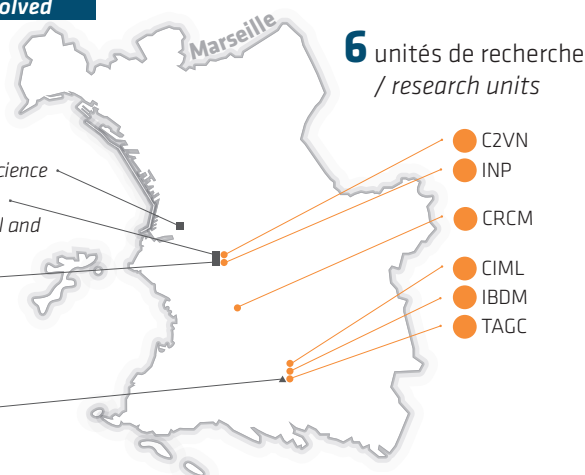 olved
Marseille
6 unités de recherche
/ research units
C2VN
INP
cience
CRCM
l and
CIML
IBDM
TAGC